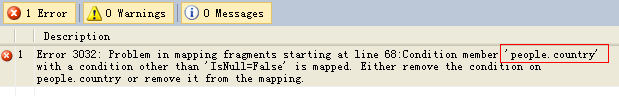 1 Error 0 Warnings 0 Messages
Description
1 Error 3032: Problem in mapping fragments starting at line 68:Condition member 'people.country'
with a condition other than 'IsNull=False' is mapped. Either remove the condition on
people.country or remove it from the mapping.